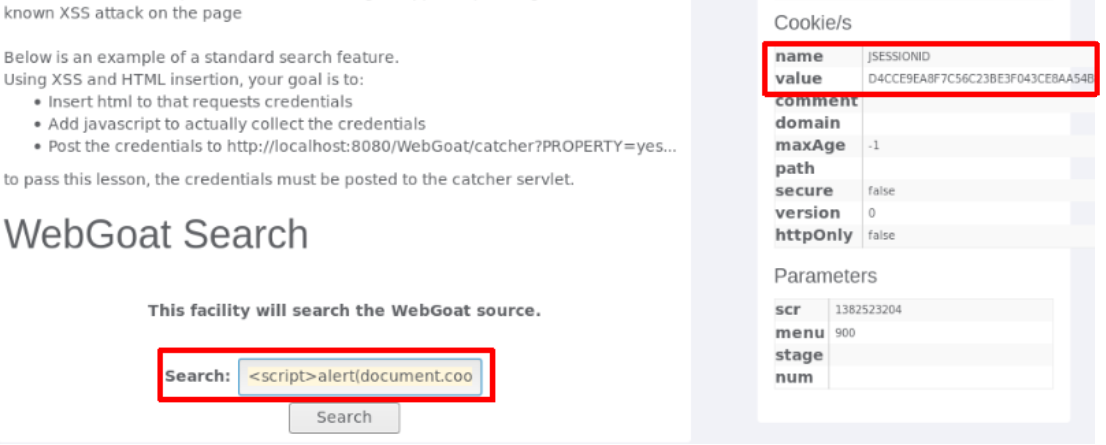 known XSS attack on the page
Below is an example of a standard search feature.
Using XSS and HTML insertion, your goal is to:
• Insert html to that requests credentials
• Add javascript to actually collect the credentials
• Post the credentials to http://localhost:8080/WebGoat/catcher?PROPERTY=yes...
to pass this lesson, the credentials must be posted to the catcher servlet.
WebGoat Search
This facility will search the WebGoat source.
Search: <script>alert(document.coo
Search
Cookie/s
name JSESSIONID
value D4CCE9EA8F7C56C23BE3F043CE8AA54B
comment
domain
maxAge -1
path
secure false
version 0
httpOnly false
Parameters
scr 1382523204
menu 900
stage
num